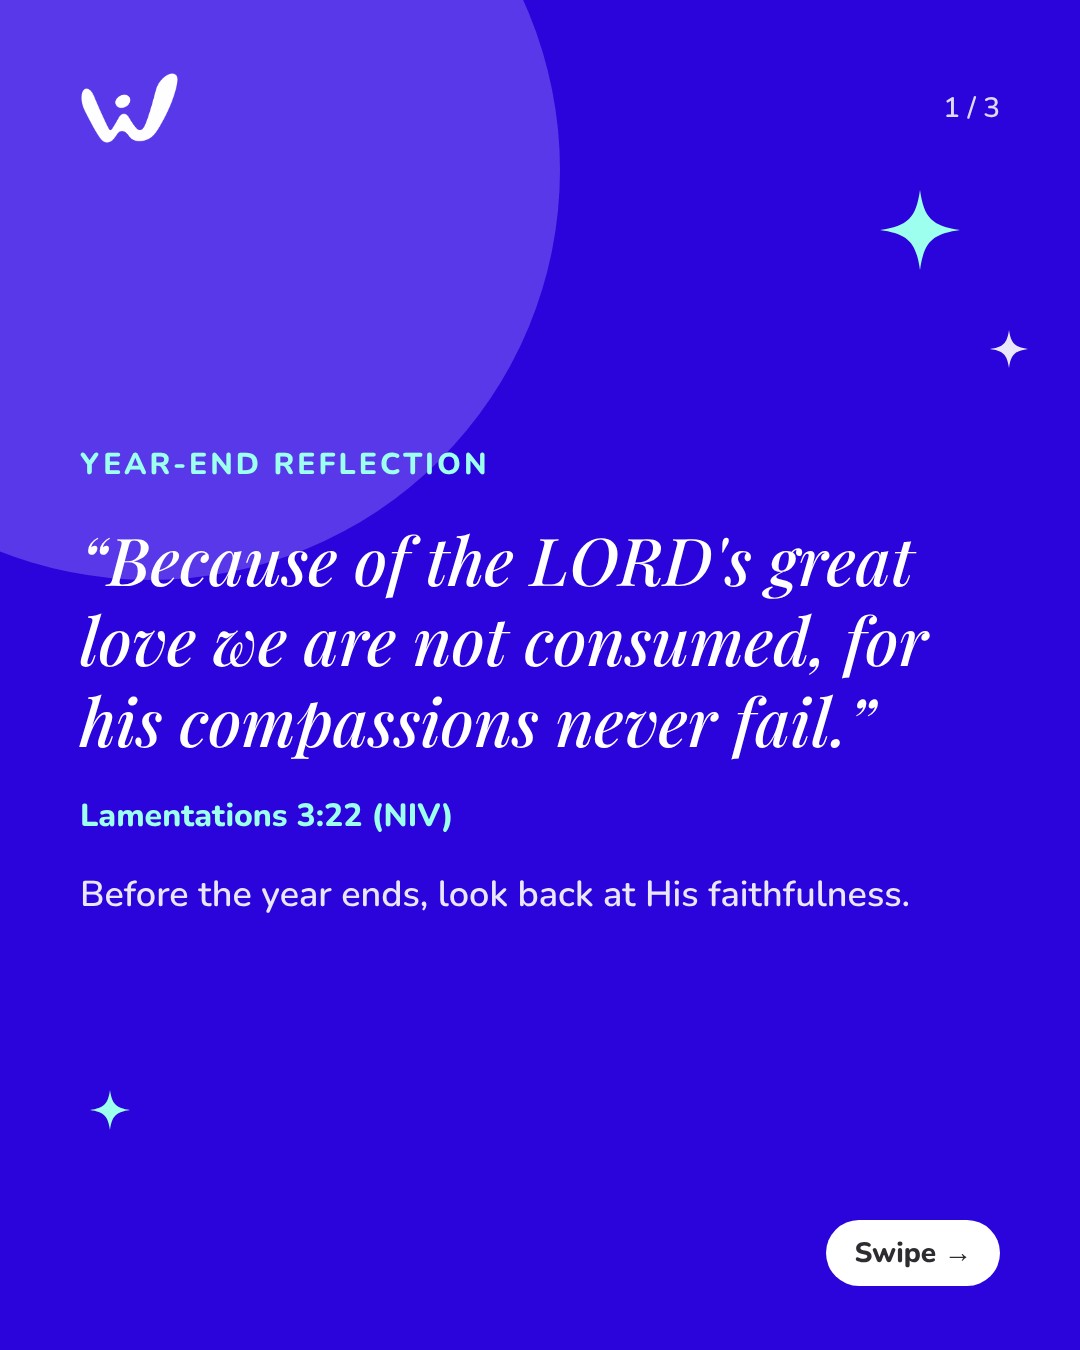 1 / 3
YEAR-END REFLECTION
“Because of the LORD's great
love we are not consumed, for
his compassions never fail.”
Lamentations 3:22 (NIV)
Before the year ends, look back at His faithfulness.
Swipe →